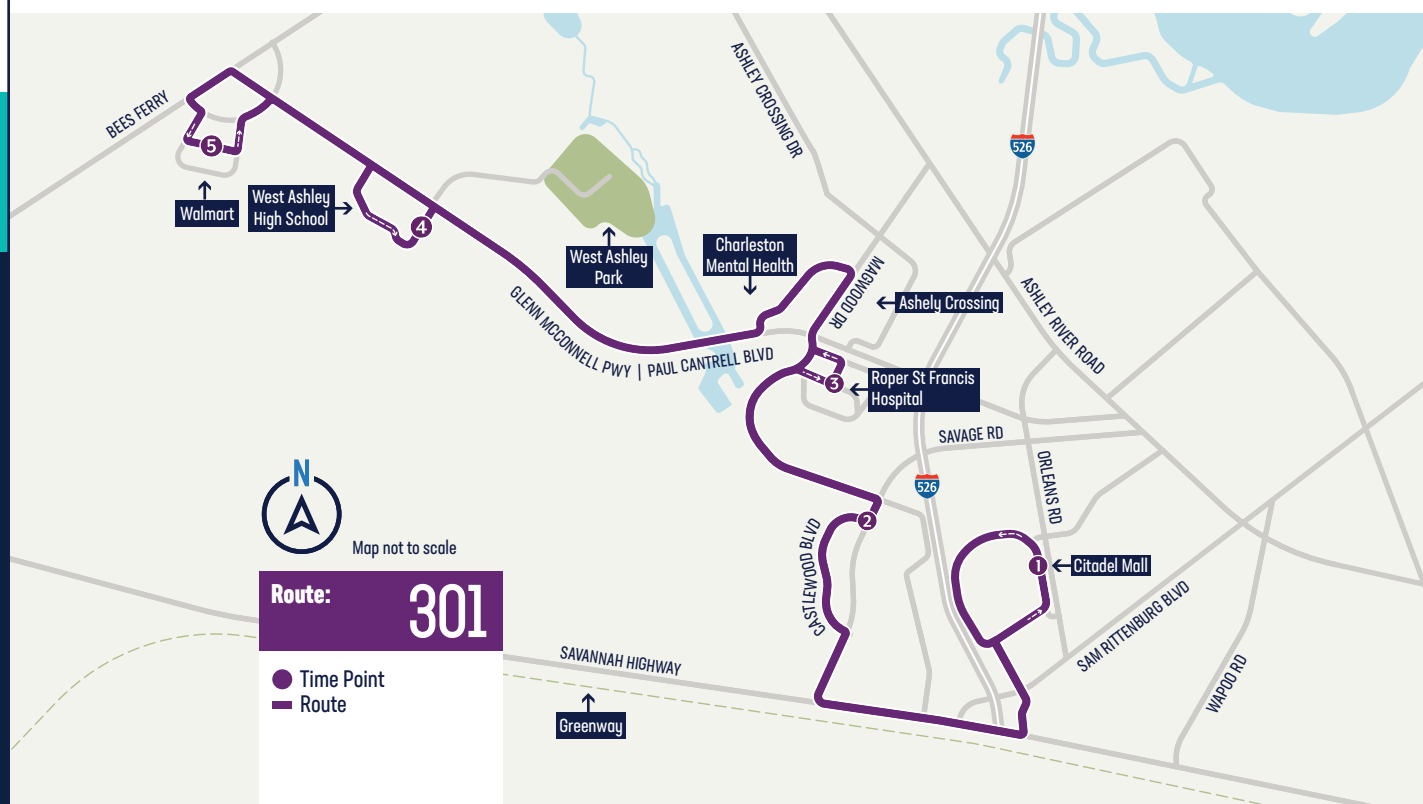 ASHLEY CROSSING DR
526
BEES FERRY
5
Walmart
West Ashley
High School
4
West Ashley
Park
Charleston
Mental Health
MAGWOOD DR
Ashely Crossing
ASHLEY RIVER ROAD
GLENN MCCONNELL PWY | PAUL CANTRELL BLVD
3
Roper St Francis
Hospital
SAVAGE RD
ORLEANS RD
526
2
CASTLEWOOD BLVD
1
Citadel Mall
SAM RITTENBURG BLVD
WAPOO RD
SAVANNAH HIGHWAY
Greenway
N
Map not to scale
Route: 301
Time Point
Route